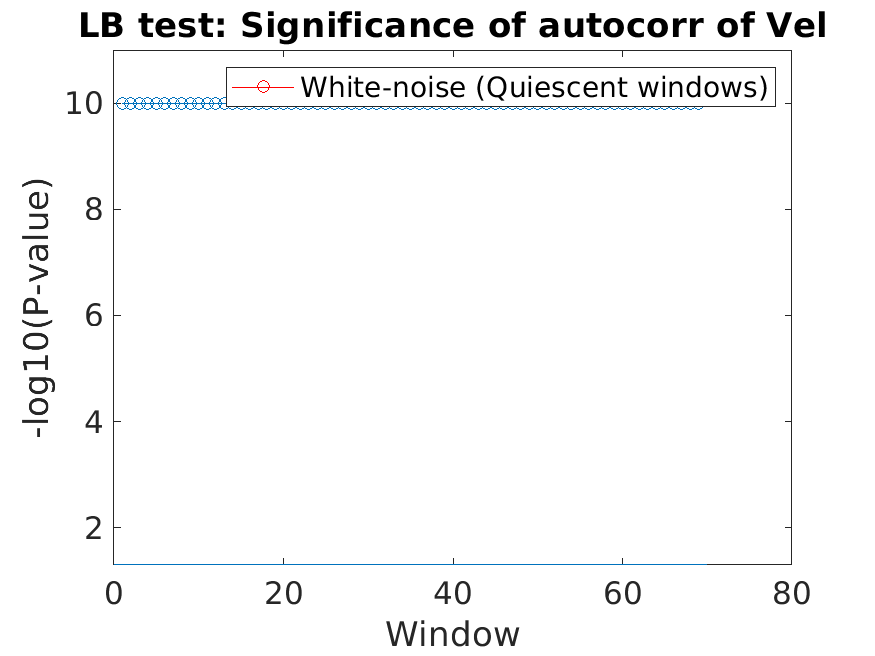 LB test: Significance of autocorr of Vel
White-noise (Quiescent windows)
10
8
6
4
2
-log10(P-value)
0 20 40 60 80
Window